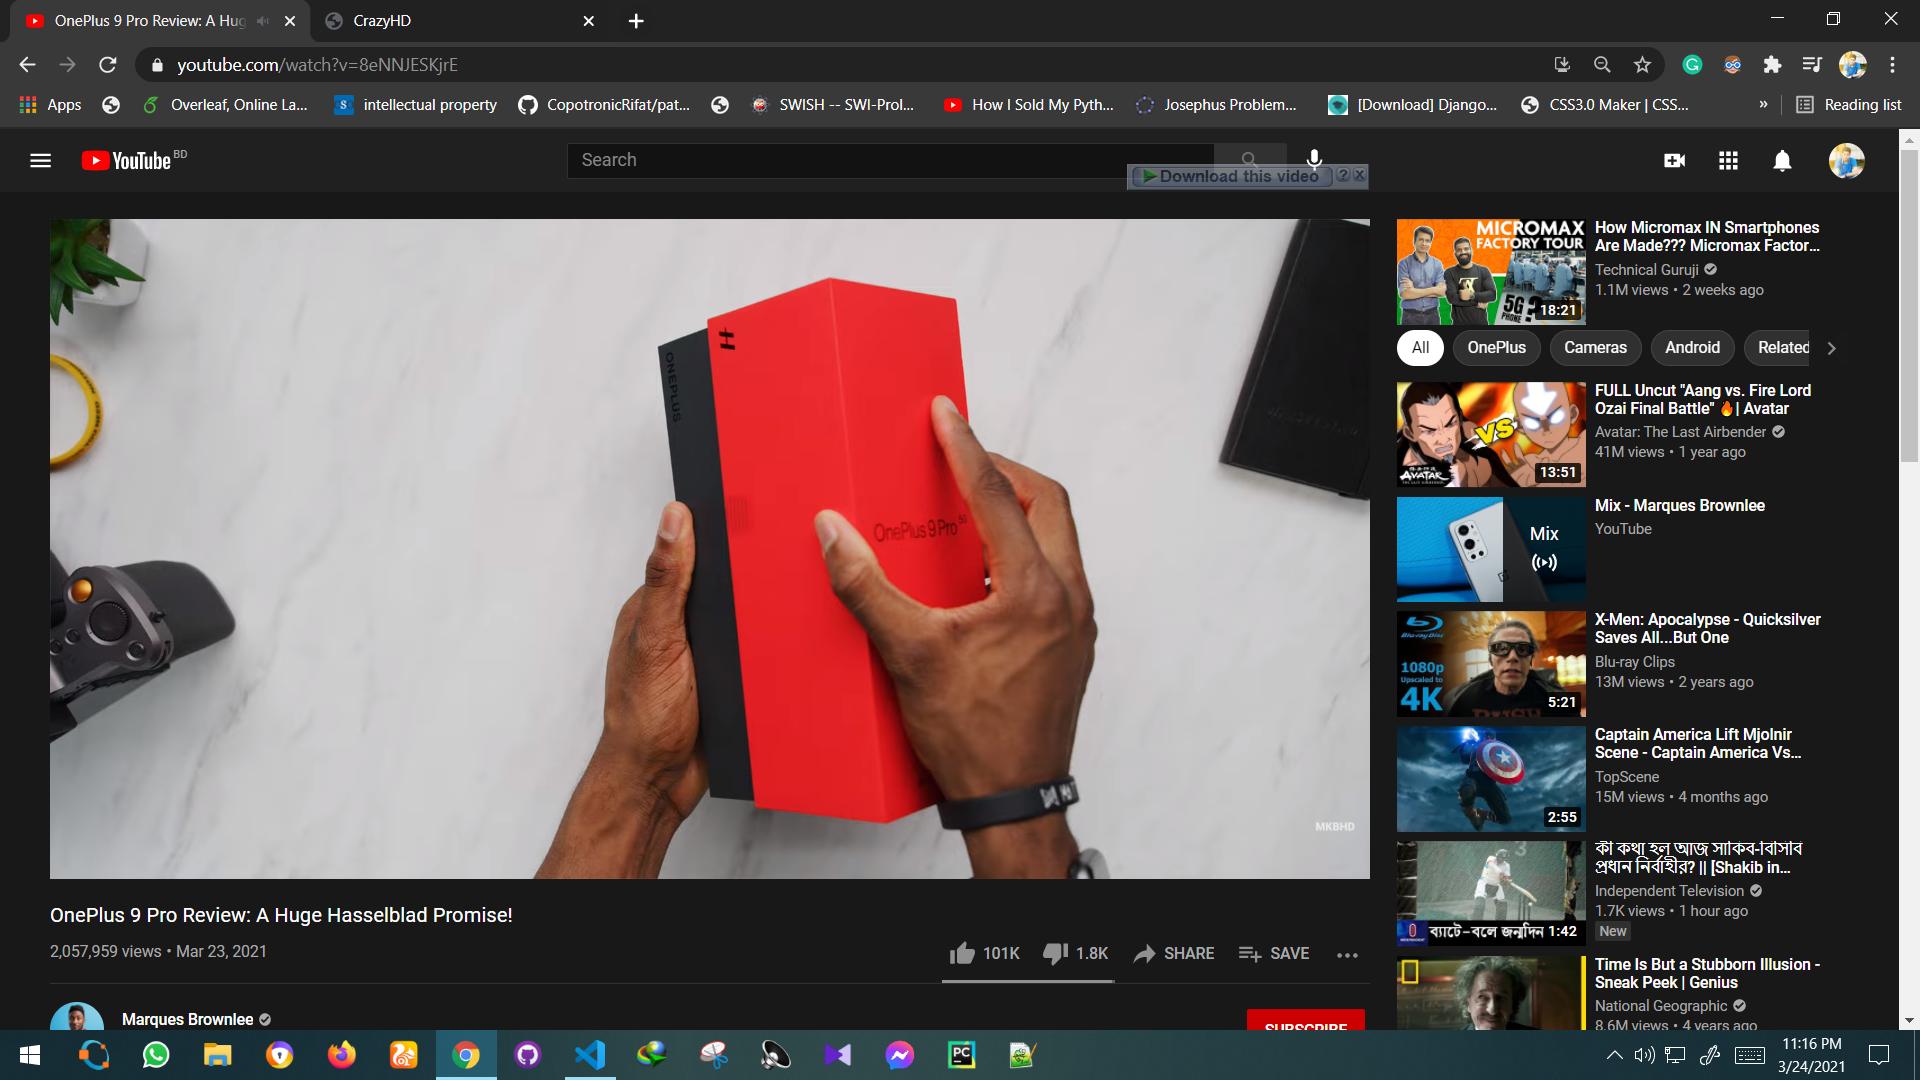 OnePlus 9 Pro Review: A Hug
CrazyHD
youtube.com/watch?v=8eNNJESKjrE
Apps
Overleaf, Online La...
intellectual property
CopotronicRifat/pat...
SWISH -- SWI-Prol...
How I Sold My Pyth...
Josephus Problem...
[Download] Django...
CSS3.0 Maker | CSS...
»
Reading list
YouTube BD
Search
Download this video
ONEPLUS
OnePlus 9 Pro 5G
MKBHD
OnePlus 9 Pro Review: A Huge Hasselblad Promise!
2,057,959 views • Mar 23, 2021
101K
1.8K
SHARE
SAVE
Marques Brownlee
SUBSCRIBE
MICROMAX
FACTORY TOUR
5G ?
PHONE
18:21
How Micromax IN Smartphones
Are Made??? Micromax Factor...
Technical Guruji
1.1M views • 2 weeks ago
All
OnePlus
Cameras
Android
Related
VS
AVATAR
13:51
FULL Uncut "Aang vs. Fire Lord
Ozai Final Battle" 🔥| Avatar
Avatar: The Last Airbender
41M views • 1 year ago
Mix
Mix - Marques Brownlee
YouTube
Blu-ray Disc
1080p
Upscaled to
4K
RUSH
5:21
X-Men: Apocalypse - Quicksilver
Saves All...But One
Blu-ray Clips
13M views • 2 years ago
2:55
Captain America Lift Mjolnir
Scene - Captain America Vs...
TopScene
15M views • 4 months ago
ব্যাটে-বলে জন্মদিন
1:42
কী কথা হল আজ সাকিব-বিসিবি
প্রধান নির্বাহীর? || [Shakib in...
Independent Television
1.7K views • 1 hour ago
New
Time Is But a Stubborn Illusion -
Sneak Peek | Genius
National Geographic
8.6M views • 4 years ago
PC
11:16 PM
3/24/2021